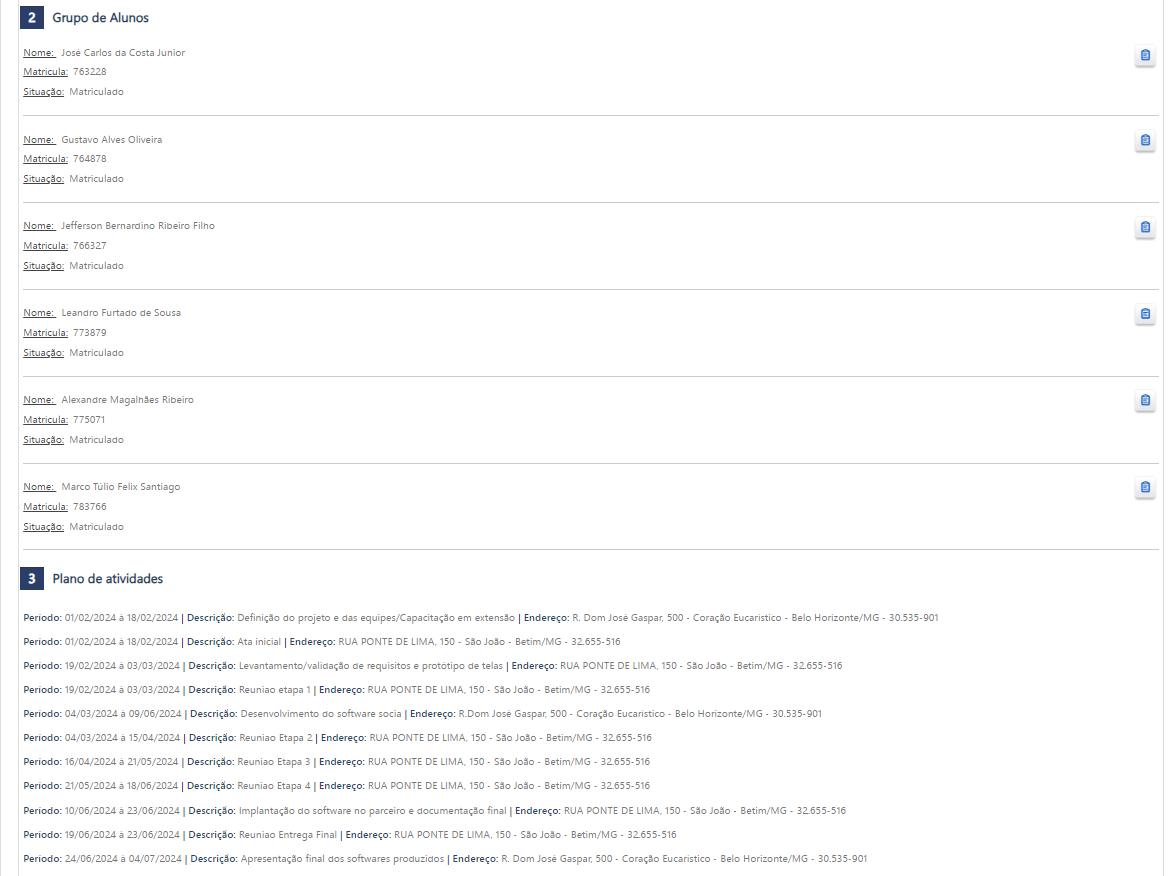 2 Grupo de Alunos
Nome: José Carlos da Costa Junior
Matricula: 763228
Situação: Matriculado
Nome: Gustavo Alves Oliveira
Matricula: 764878
Situação: Matriculado
Nome: Jefferson Bernardino Ribeiro Filho
Matricula: 766327
Situação: Matriculado
Nome: Leandro Furtado de Sousa
Matricula: 773879
Situação: Matriculado
Nome: Alexandre Magalhães Ribeiro
Matricula: 775071
Situação: Matriculado
Nome: Marco Túlio Felix Santiago
Matricula: 783766
Situação: Matriculado
3 Plano de atividades
Período: 01/02/2024 à 18/02/2024 | Descrição: Definição do projeto e das equipes/Capacitação em extensão | Endereço: R. Dom José Gaspar, 500 - Coração Eucarístico - Belo Horizonte/MG - 30.535-901
Período: 01/02/2024 à 18/02/2024 | Descrição: Ata inicial | Endereço: RUA PONTE DE LIMA, 150 - São João - Betim/MG - 32.655-516
Período: 19/02/2024 à 03/03/2024 | Descrição: Levantamento/validação de requisitos e protótipo de telas | Endereço: RUA PONTE DE LIMA, 150 - São João - Betim/MG - 32.655-516
Período: 19/02/2024 à 03/03/2024 | Descrição: Reuniao etapa 1 | Endereço: RUA PONTE DE LIMA, 150 - São João - Betim/MG - 32.655-516
Período: 04/03/2024 à 09/06/2024 | Descrição: Desenvolvimento do software socia | Endereço: R.Dom José Gaspar, 500 - Coração Eucarístico - Belo Horizonte/MG - 30.535-901
Período: 04/03/2024 à 15/04/2024 | Descrição: Reuniao Etapa 2 | Endereço: RUA PONTE DE LIMA, 150 - São João - Betim/MG - 32.655-516
Período: 16/04/2024 à 21/05/2024 | Descrição: Reuniao Etapa 3 | Endereço: RUA PONTE DE LIMA, 150 - São João - Betim/MG - 32.655-516
Período: 21/05/2024 à 18/06/2024 | Descrição: Reuniao Etapa 4 | Endereço: RUA PONTE DE LIMA, 150 - São João - Betim/MG - 32.655-516
Período: 10/06/2024 à 23/06/2024 | Descrição: Implantação do software no parceiro e documentação final | Endereço: RUA PONTE DE LIMA, 150 - São João - Betim/MG - 32.655-516
Período: 19/06/2024 à 23/06/2024 | Descrição: Reuniao Entrega Final | Endereço: RUA PONTE DE LIMA, 150 - São João - Betim/MG - 32.655-516
Período: 24/06/2024 à 04/07/2024 | Descrição: Apresentação final dos softwares produzidos | Endereço: R. Dom José Gaspar, 500 - Coração Eucarístico - Belo Horizonte/MG - 30.535-901